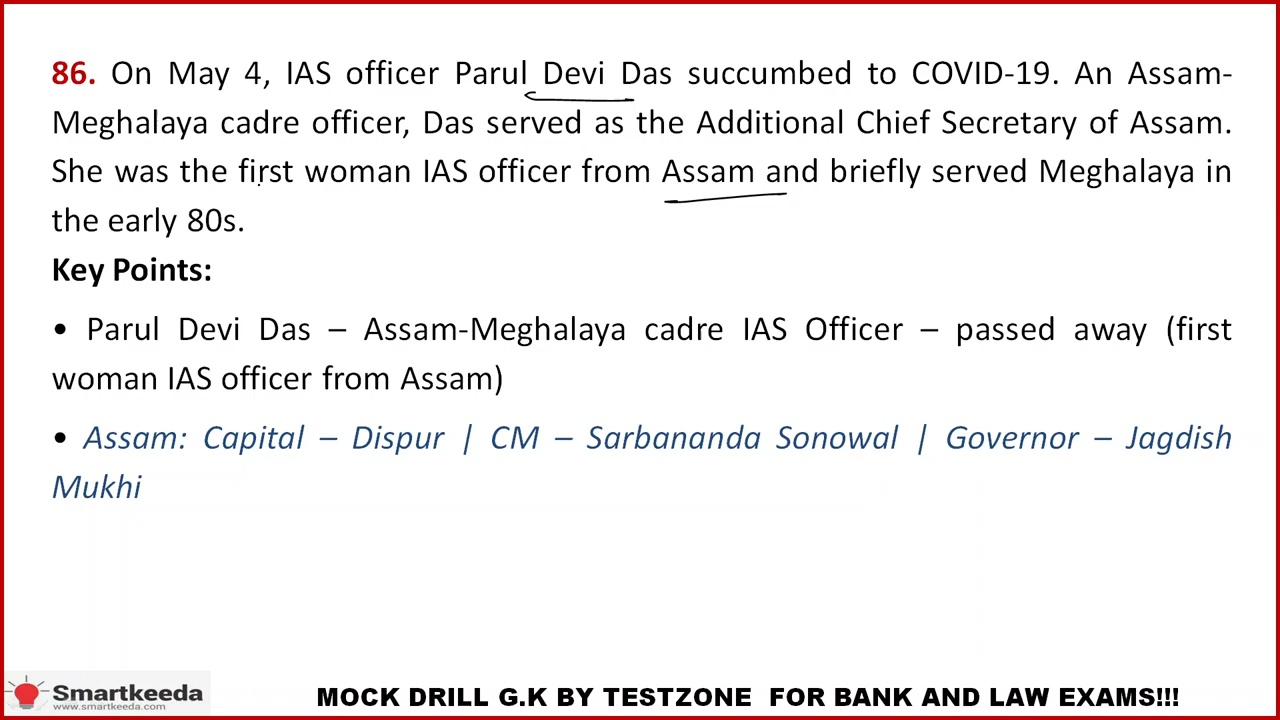 86. On May 4, IAS officer Parul Devi Das succumbed to COVID-19. An Assam-
Meghalaya cadre officer, Das served as the Additional Chief Secretary of Assam.
She was the first woman IAS officer from Assam and briefly served Meghalaya in
the early 80s.
Key Points:
• Parul Devi Das – Assam-Meghalaya cadre IAS Officer – passed away (first
woman IAS officer from Assam)
• Assam: Capital – Dispur | CM – Sarbananda Sonowal | Governor – Jagdish
Mukhi
Smartkeeda
www.smartkeeda.com
MOCK DRILL G.K BY TESTZONE FOR BANK AND LAW EXAMS!!!